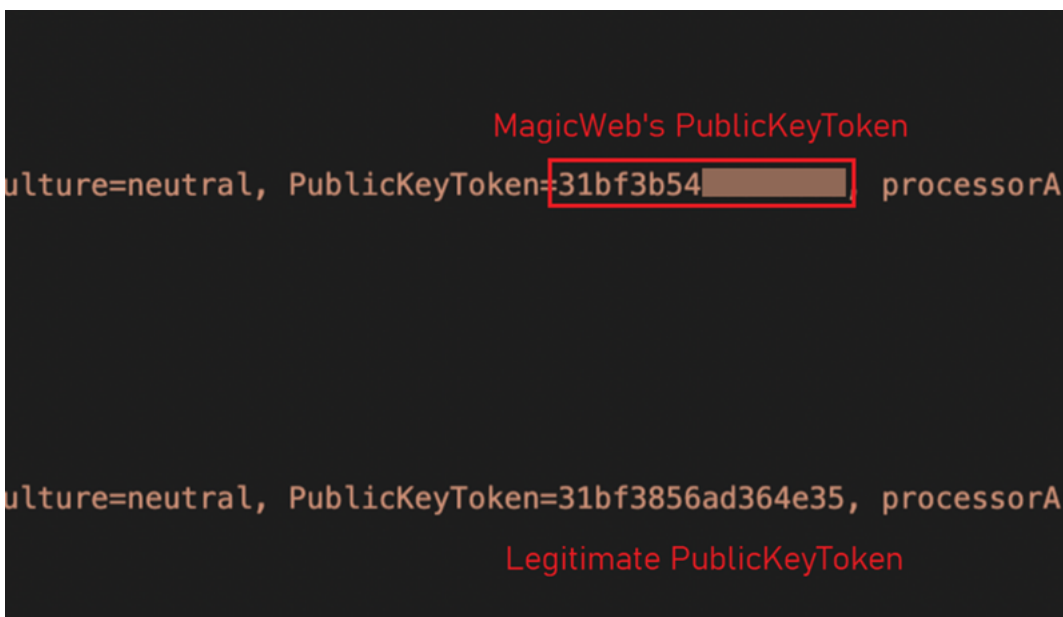 MagicWeb's PublicKeyToken
ulture=neutral, PublicKeyToken=31bf3b54 , processorA
ulture=neutral, PublicKeyToken=31bf3856ad364e35, processorA
Legitimate PublicKeyToken